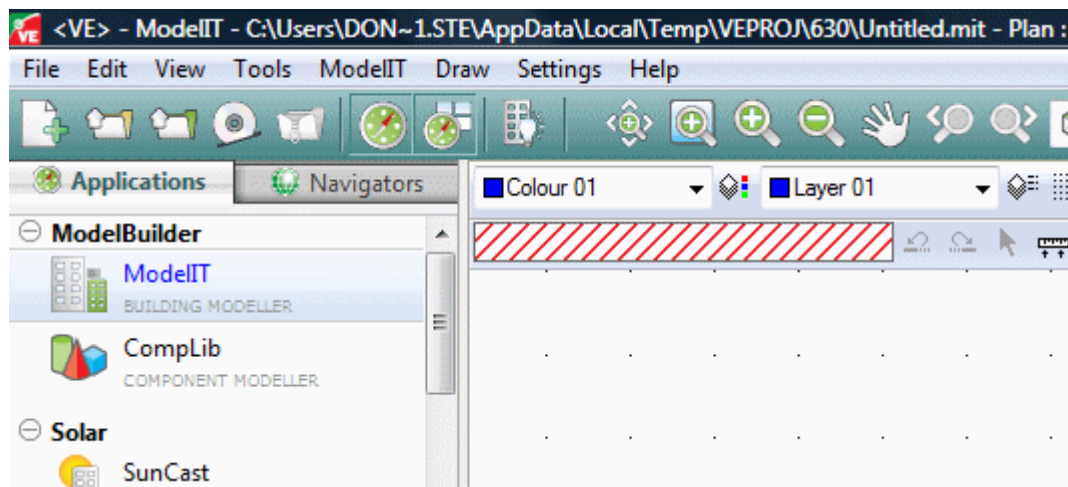 VE <VE> - ModelIT - C:\Users\DON~1.STE\AppData\Local\Temp\VEPROJ\630\Untitled.mit - Plan :
File Edit View Tools ModelIT Draw Settings Help
Applications Navigators Colour 01 Layer 01
ModelBuilder
ModelIT
BUILDING MODELLER
CompLib
COMPONENT MODELLER
Solar
SunCast